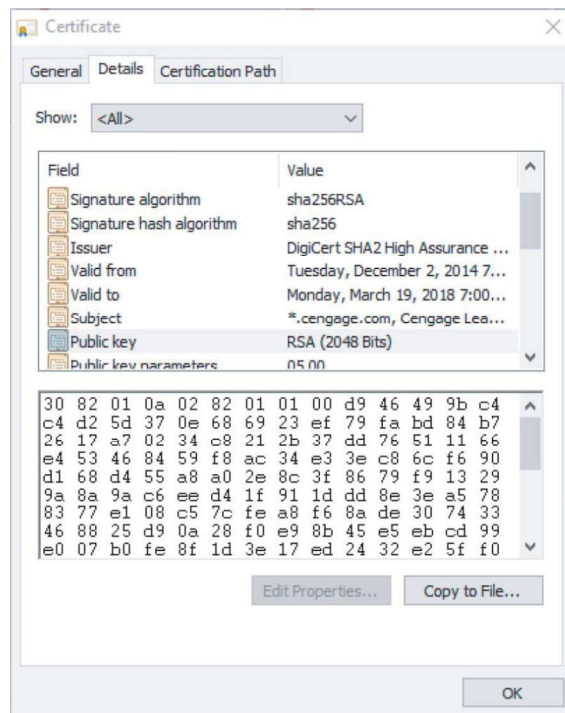 Certificate
General Details Certification Path
Show: <All>
Field Value
Signature algorithm sha256RSA
Signature hash algorithm sha256
Issuer DigiCert SHA2 High Assurance ...
Valid from Tuesday, December 2, 2014 7...
Valid to Monday, March 19, 2018 7:00...
Subject *.cengage.com, Cengage Lea...
Public key RSA (2048 Bits)
Public key parameters 05 00
30 82 01 0a 02 82 01 01 00 d9 46 49 9b c4
c4 d2 5d 37 0e 68 69 23 ef 79 fa bd 84 b7
26 17 a7 02 34 c8 21 2b 37 dd 76 51 11 66
e4 53 46 84 59 f8 ac 34 e3 3e c8 6c f6 90
d1 68 d4 55 a8 a0 2e 8c 3f 86 79 f9 13 29
9a 8a 9a c6 ee d4 1f 91 1d dd 8e 3e a5 78
83 77 e1 08 c5 7c fe a8 f6 8a de 30 74 33
46 88 25 d9 0a 28 f0 e9 8b 45 e5 eb cd 99
e0 07 b0 fe 8f 1d 3e 17 ed 24 32 e2 5f f0
Edit Properties... Copy to File...
OK